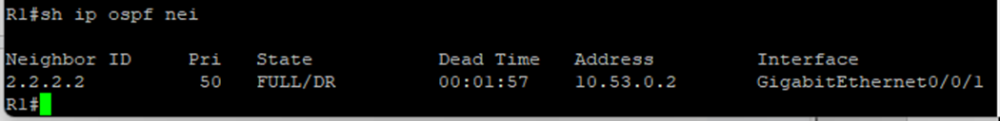 R1#sh ip ospf nei
Neighbor ID Pri State Dead Time Address Interface
2.2.2.2 50 FULL/DR 00:01:57 10.53.0.2 GigabitEthernet0/0/1
R1#